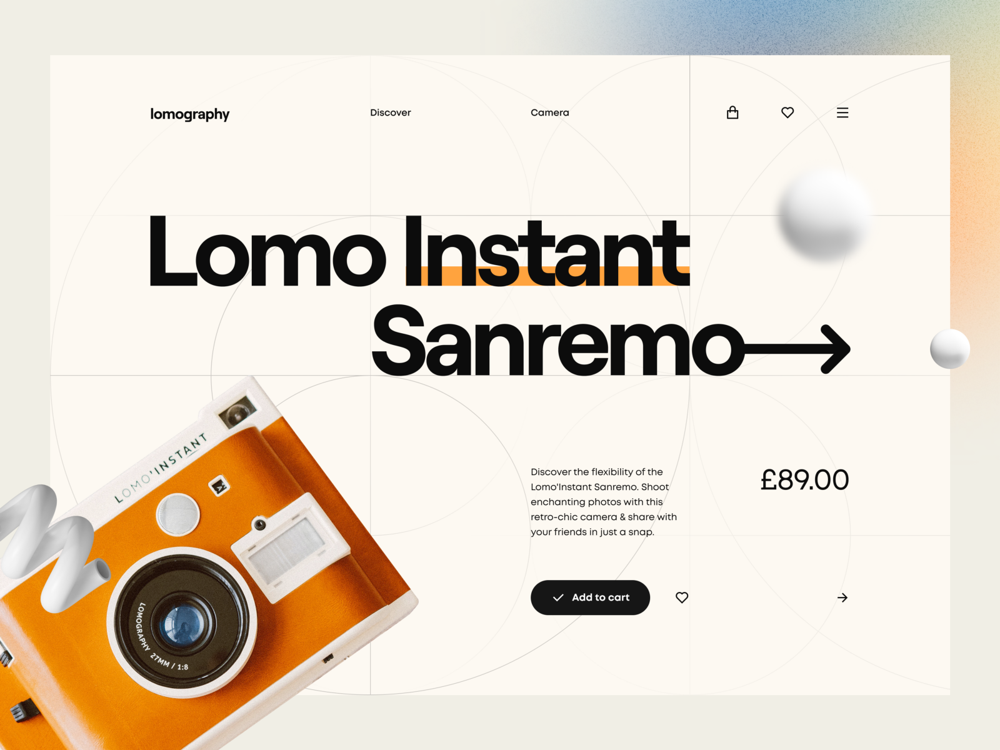 lomography
Discover
Camera
Lomo Instant
Sanremo
LOMO'INSTANT
Discover the flexibility of the
Lomo'Instant Sanremo. Shoot
enchanting photos with this
retro-chic camera & share with
your friends in just a snap.
£89.00
Add to cart
LOMOGRAPHY 27MM / 1:8